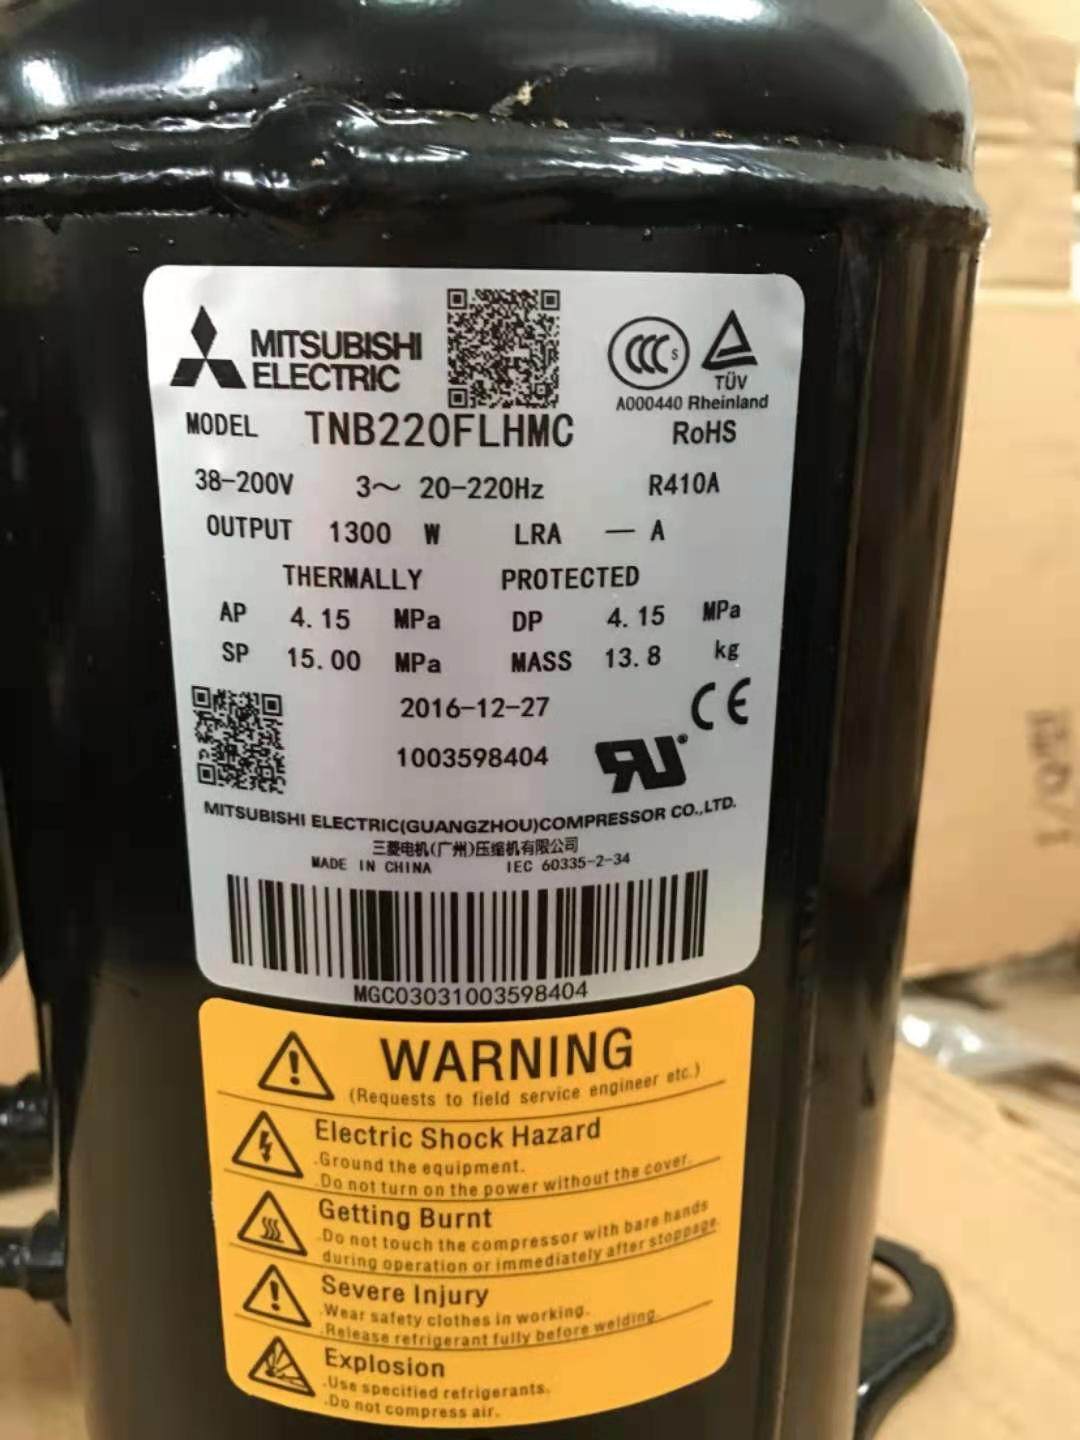 MITSUBISHI
ELECTRIC
CCC S
TÜV
A000440 Rheinland
MODEL TNB220FLHMC RoHS
38-200V 3~ 20-220Hz R410A
OUTPUT 1300 W LRA — A
THERMALLY PROTECTED
AP 4.15 MPa DP 4.15 MPa
SP 15.00 MPa MASS 13.8 kg
2016-12-27
CE
1003598404
MITSUBISHI ELECTRIC(GUANGZHOU)COMPRESSOR CO.,LTD.
三菱电机(广州)压缩机有限公司
MADE IN CHINA IEC 60335-2-34
MGC03031003598404
WARNING
(Requests to field service engineer etc.)
Electric Shock Hazard
.Ground the equipment.
.Do not turn on the power without the cover.
Getting Burnt
.Do not touch the compressor with bare hands
during operation or immediately after stoppage.
Severe Injury
.Wear safety clothes in working.
.Release refrigerant fully before welding.
Explosion
.Use specified refrigerants.
.Do not compress air.